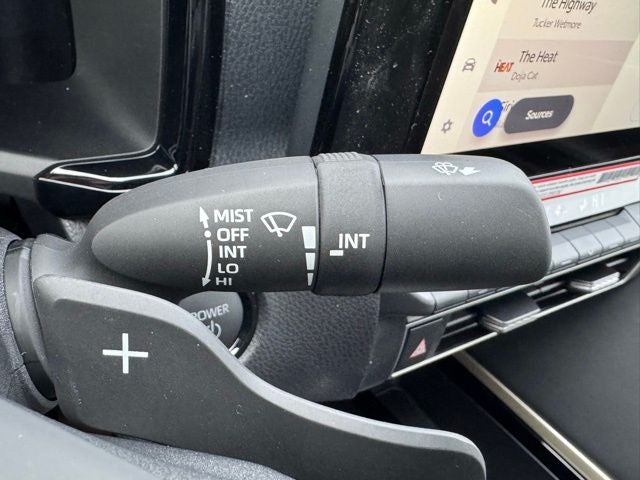 The Highway
Tucker Wetmore
HEAT
The Heat
Doja Cat
Sources
MIST
OFF
INT
LO
HI
INT
POWER
+